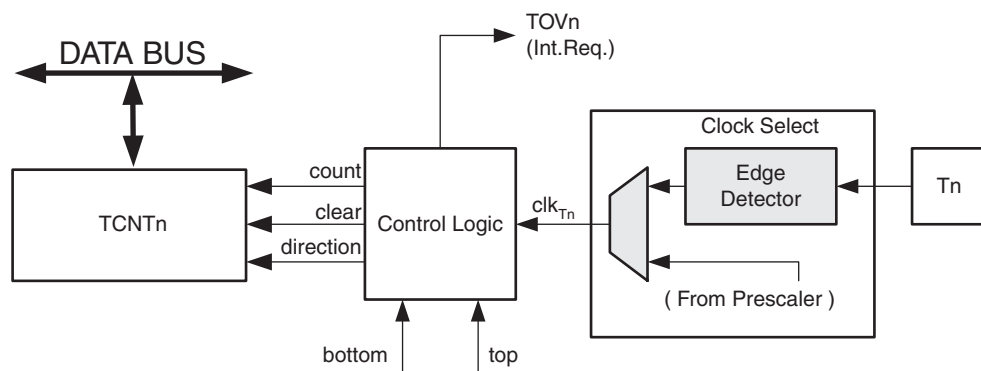 TOVn
(Int.Req.)
DATA BUS
Clock Select
count
Edge
Detector
Tn
TCNTn
clear
Control Logic
clkTn
direction
( From Prescaler )
bottom
top